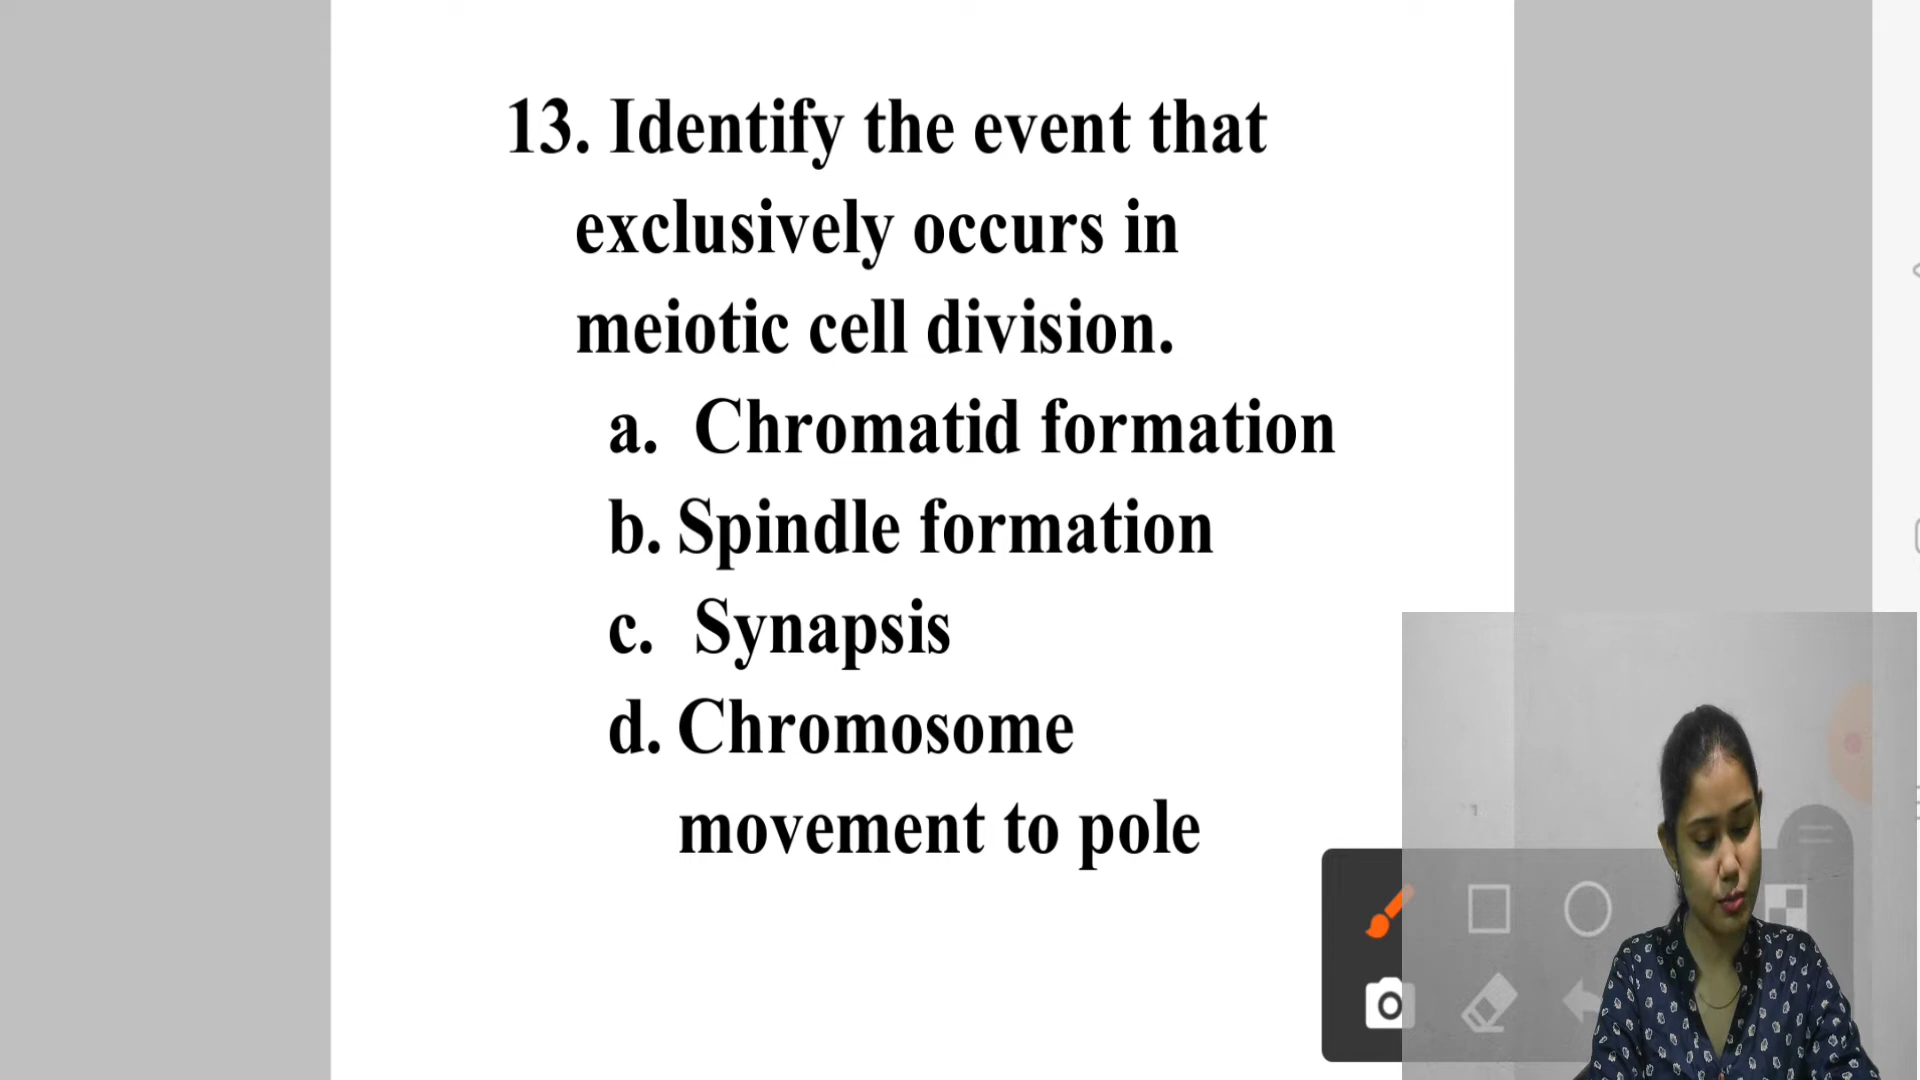 13. Identify the event that
exclusively occurs in
meiotic cell division.
a. Chromatid formation
b. Spindle formation
c. Synapsis
d. Chromosome
movement to pole